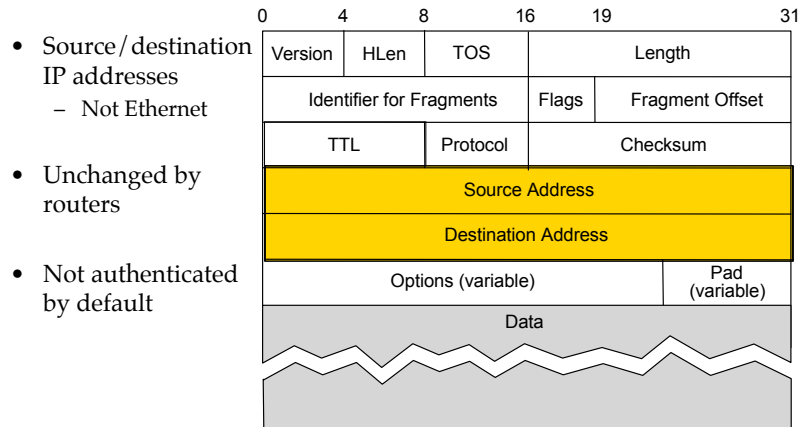 • Source/destination
IP addresses
– Not Ethernet
• Unchanged by
routers
• Not authenticated
by default
0 4 8 16 19 31
Version HLen TOS Length
Identifier for Fragments Flags Fragment Offset
TTL Protocol Checksum
Source Address
Destination Address
Options (variable) Pad
(variable)
Data